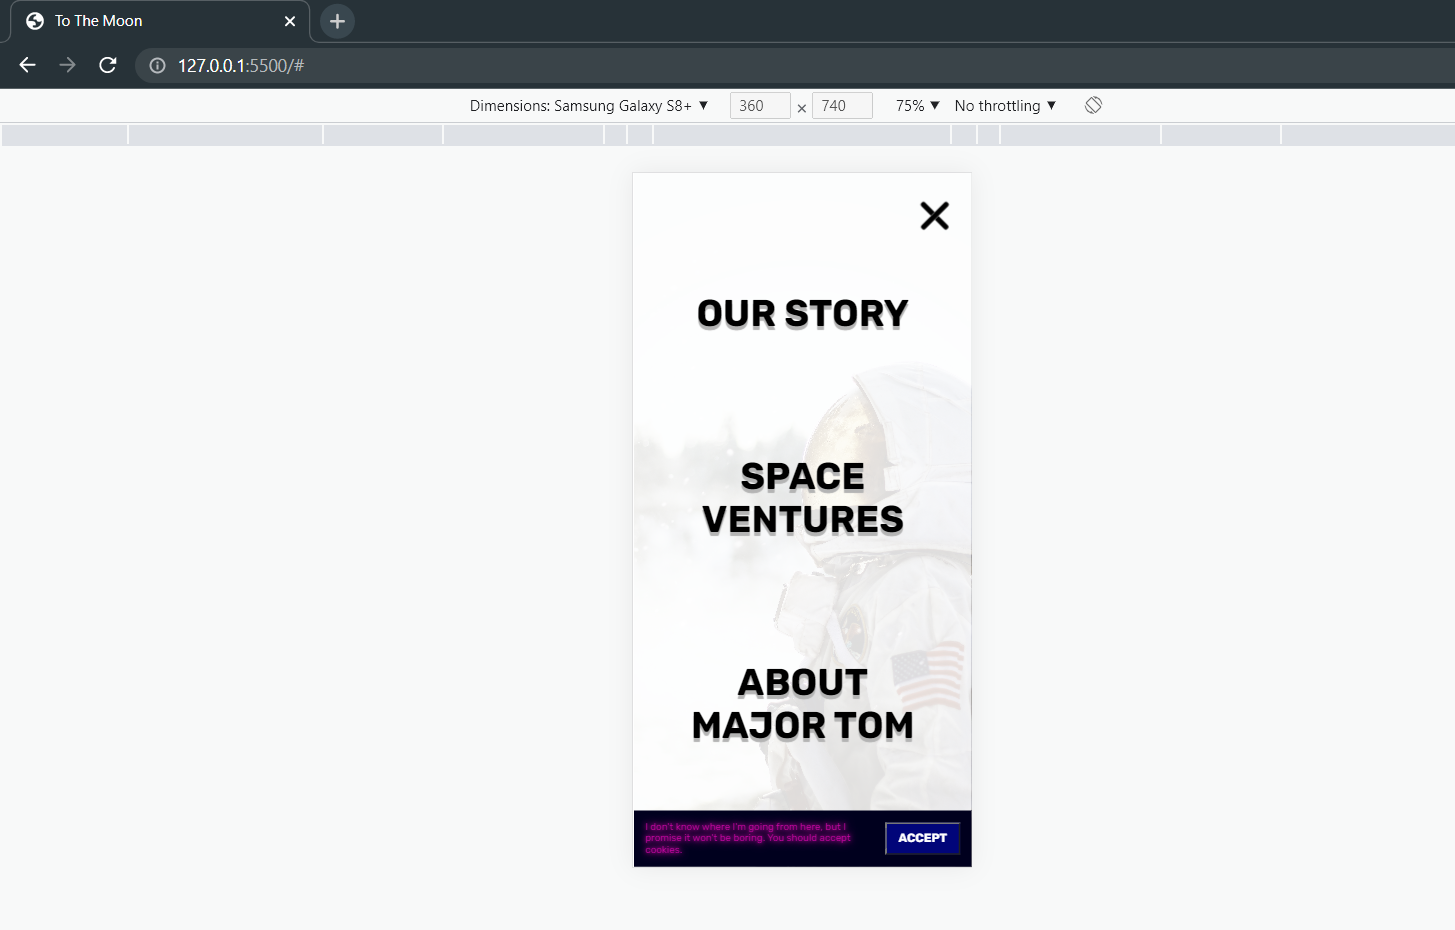 To The Moon
127.0.0.1:5500/#
Dimensions: Samsung Galaxy S8+ ▼ 360 × 740 75% ▼ No throttling ▼
OUR STORY
SPACE
VENTURES
ABOUT
MAJOR TOM
I don't know where I'm going from here, but I
promise it won't be boring. You should accept
cookies.
ACCEPT